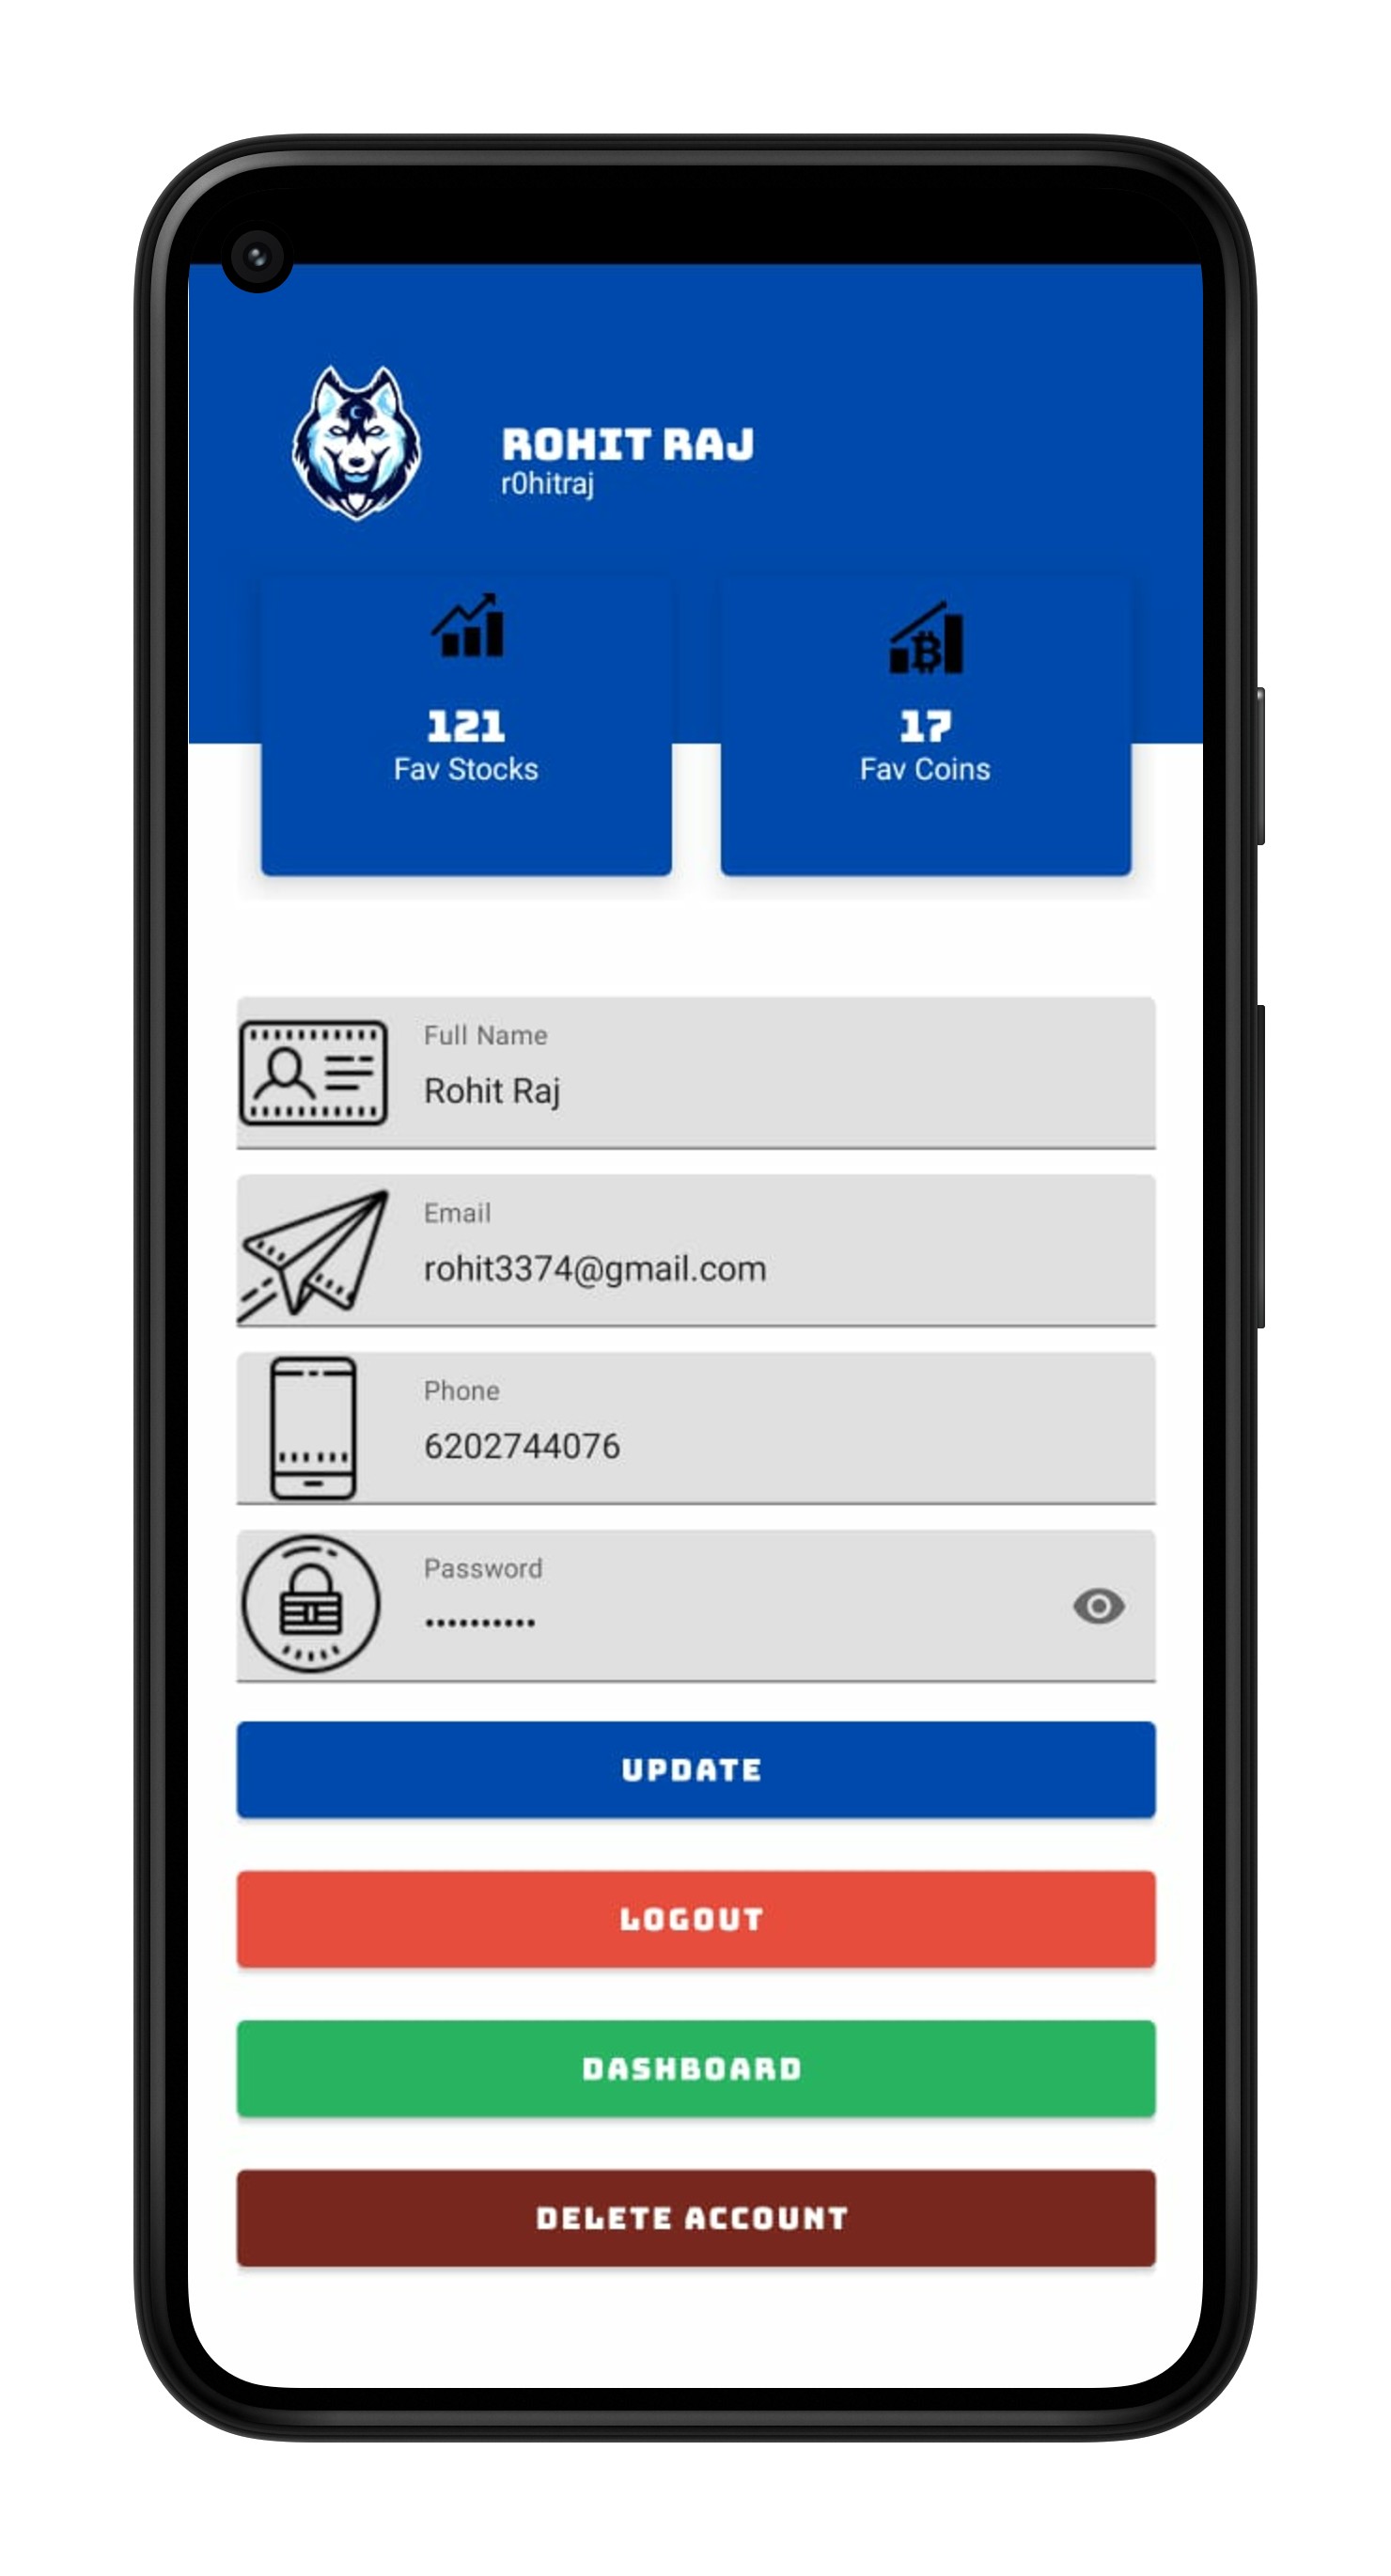 ROHIT RAJ
r0hitraj
121
Fav Stocks
17
Fav Coins
Full Name
Rohit Raj
Email
rohit3374@gmail.com
Phone
6202744076
Password
••••••••••
UPDATE
LOGOUT
DASHBOARD
DELETE ACCOUNT